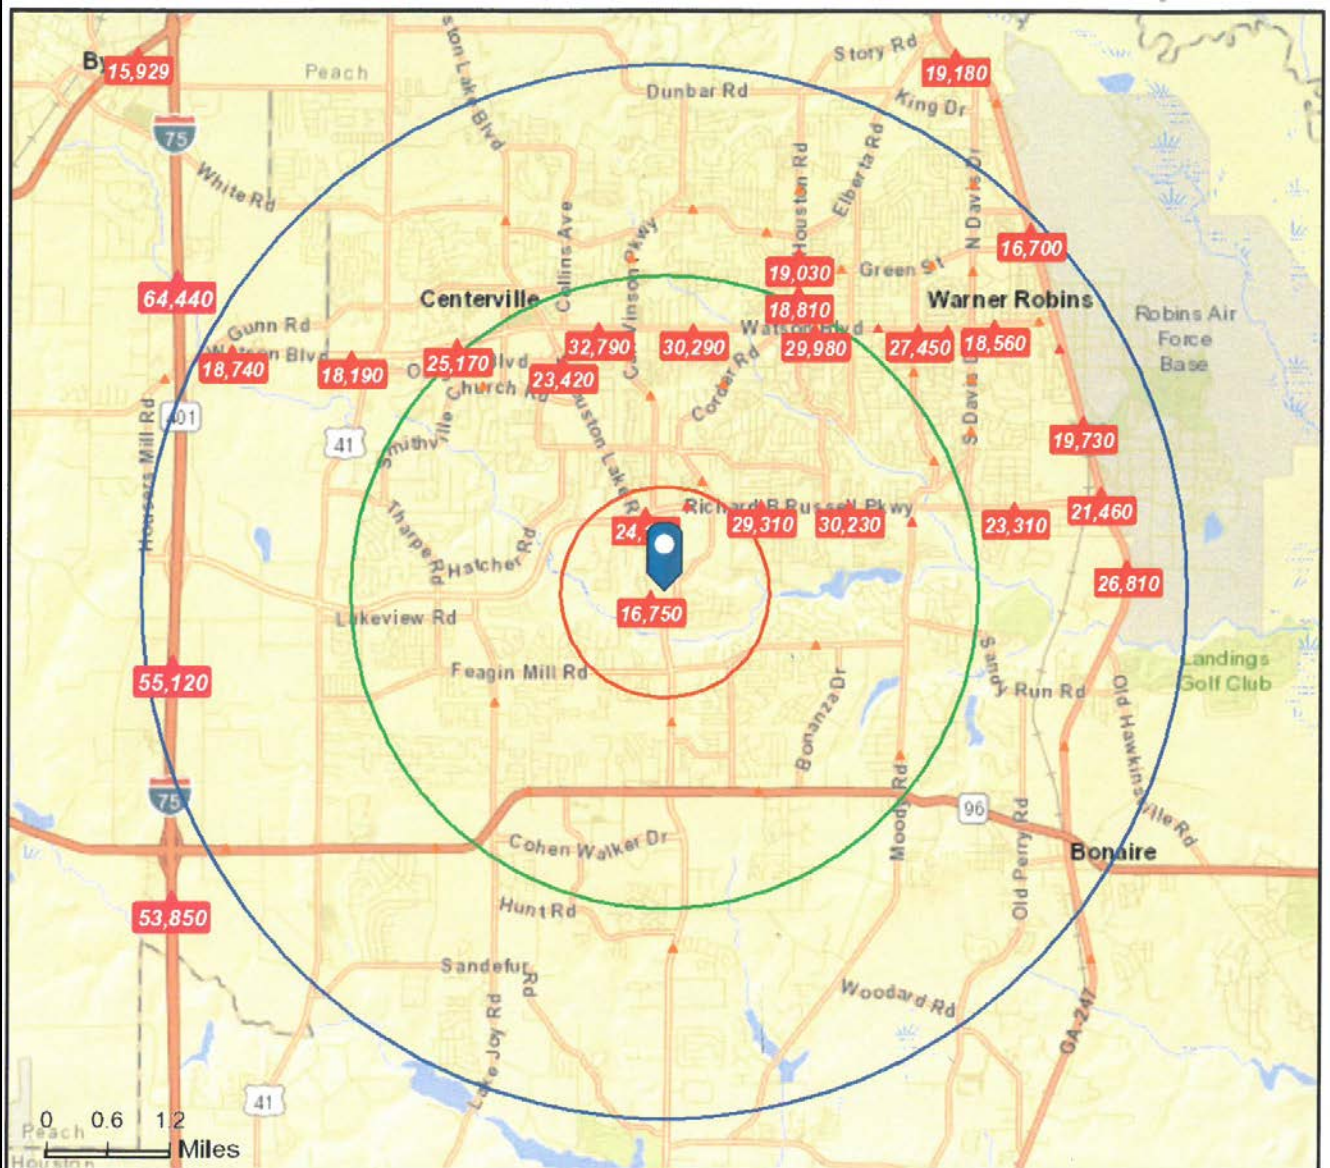 15,929
Peach
Story Rd
19,180
Dunbar Rd
King Dr
75
White Rd
Houston Rd
Elberta Rd
N Davis Dr
Collins Ave
Pkwy
16,700
19,030
Green St
64,440
Centerville
18,810
Warner Robins
Robins Air
Force
Base
Gunn Rd
Watson Blvd
32,790
30,290
29,980
27,450
18,560
18,740
18,190
25,170
Blvd
23,420
Church Rd
Corder Rd
S Davis D
401
41
Smithville
19,730
Housers Mill Rd
Houston Lake R
Tharpe Rd
Hatcher Rd
Richard B Russell Pkwy
24,
29,310
30,230
23,310
21,460
26,810
16,750
Lakeview Rd
Feagin Mill Rd
55,120
Sandy Run Rd
Landings
Golf Club
Bonanza Dr
Old Hawkinsville Rd
75
Moody Rd
96
Old Perry Rd
Cohen Walker Dr
Bonaire
53,850
Hunt Rd
Sandefur Rd
Woodard Rd
Lake Joy Rd
GA-247
41
0 0.6 1.2
Miles
Peach
Houston